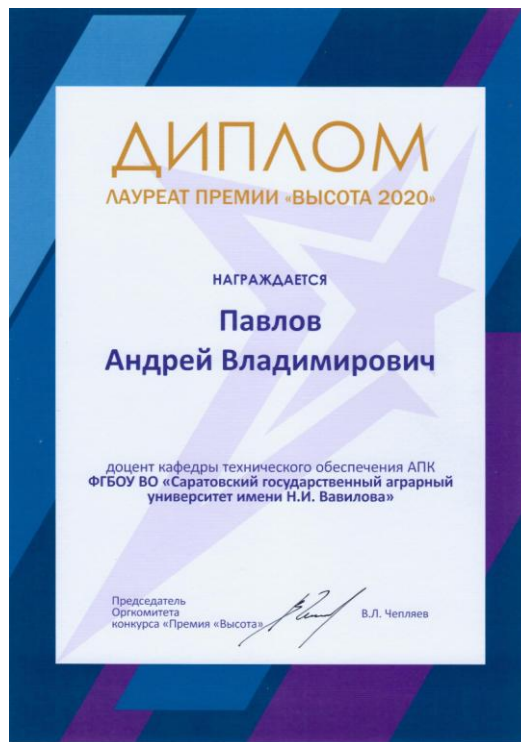 ДИПЛОМ
ЛАУРЕАТ ПРЕМИИ «ВЫСОТА 2020»
НАГРАЖДАЕТСЯ
Павлов
Андрей Владимирович
доцент кафедры технического обеспечения АПК
ФГБОУ ВО «Саратовский государственный аграрный
университет имени Н.И. Вавилова»
Председатель
Оргкомитета
конкурса «Премия «Высота»
В.Л. Чепляев